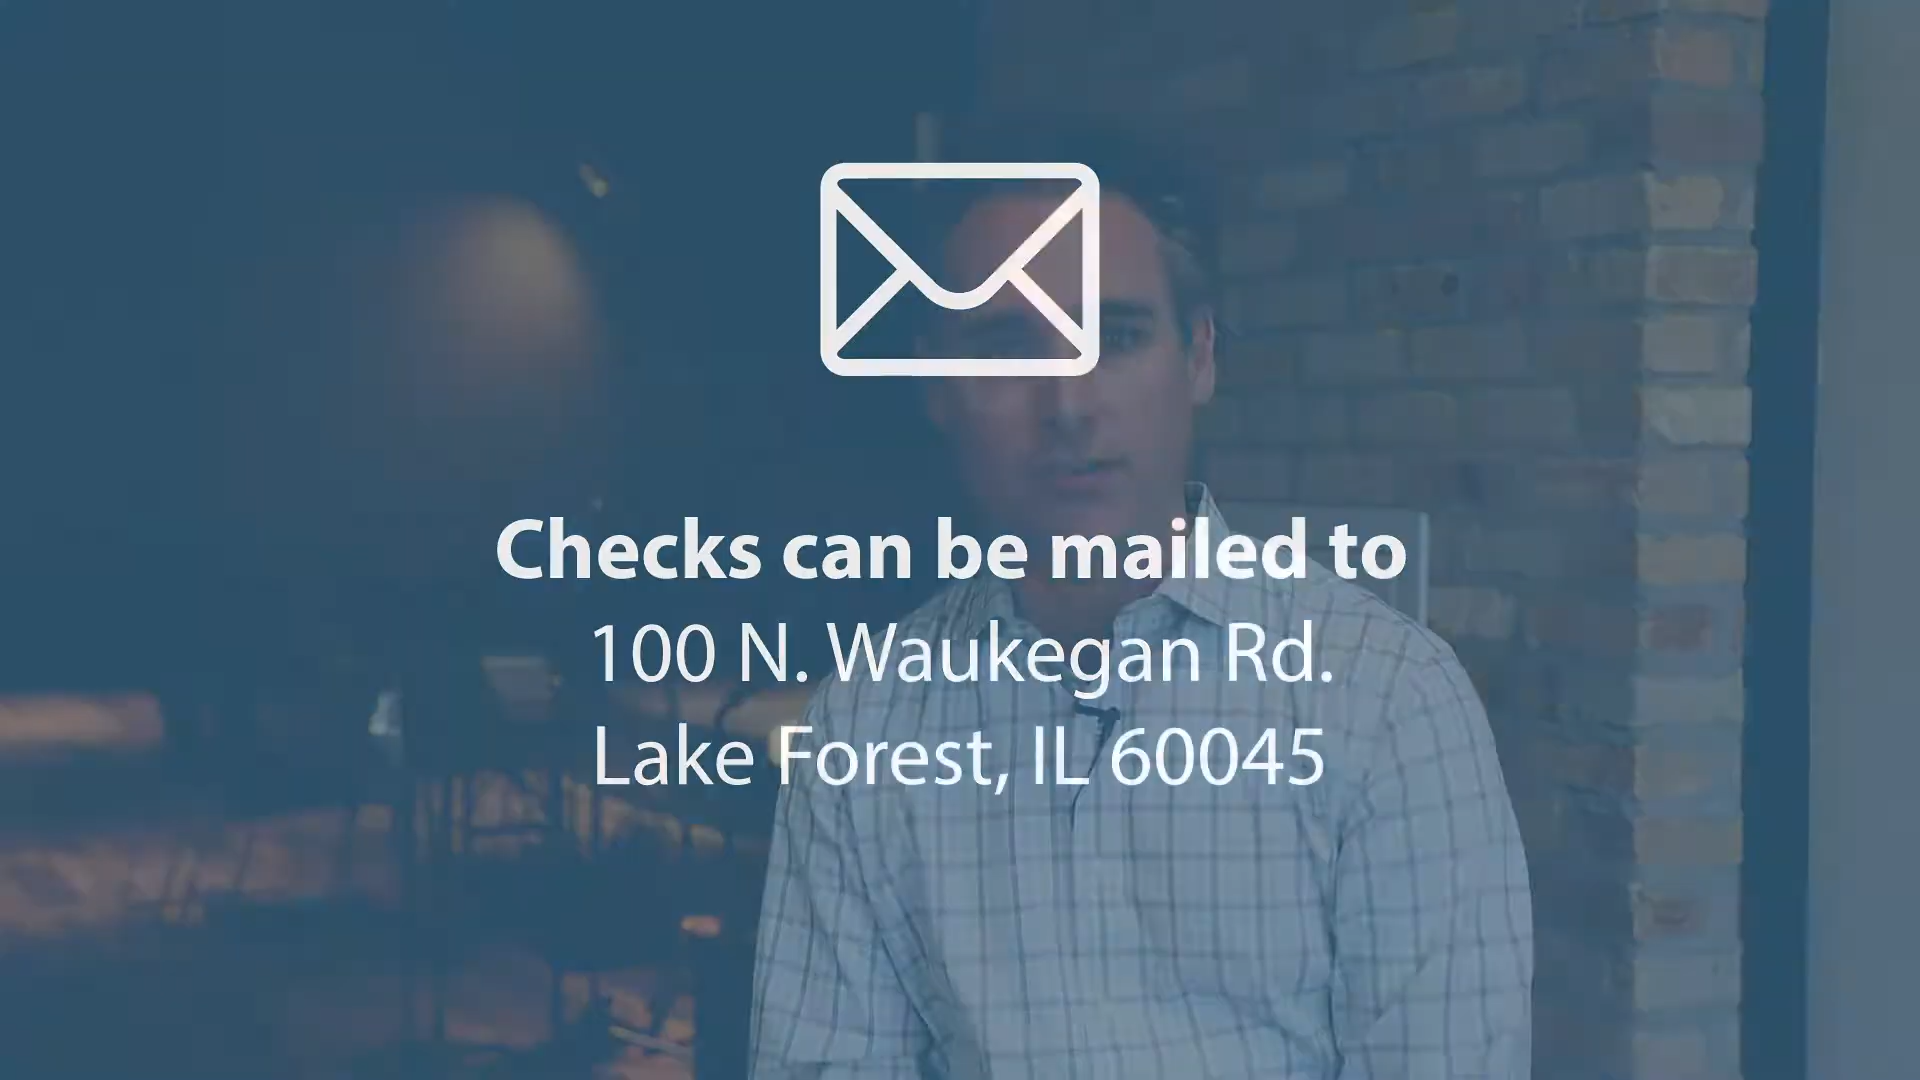 Checks can be mailed to
100 N. Waukegan Rd.
Lake Forest, IL 60045